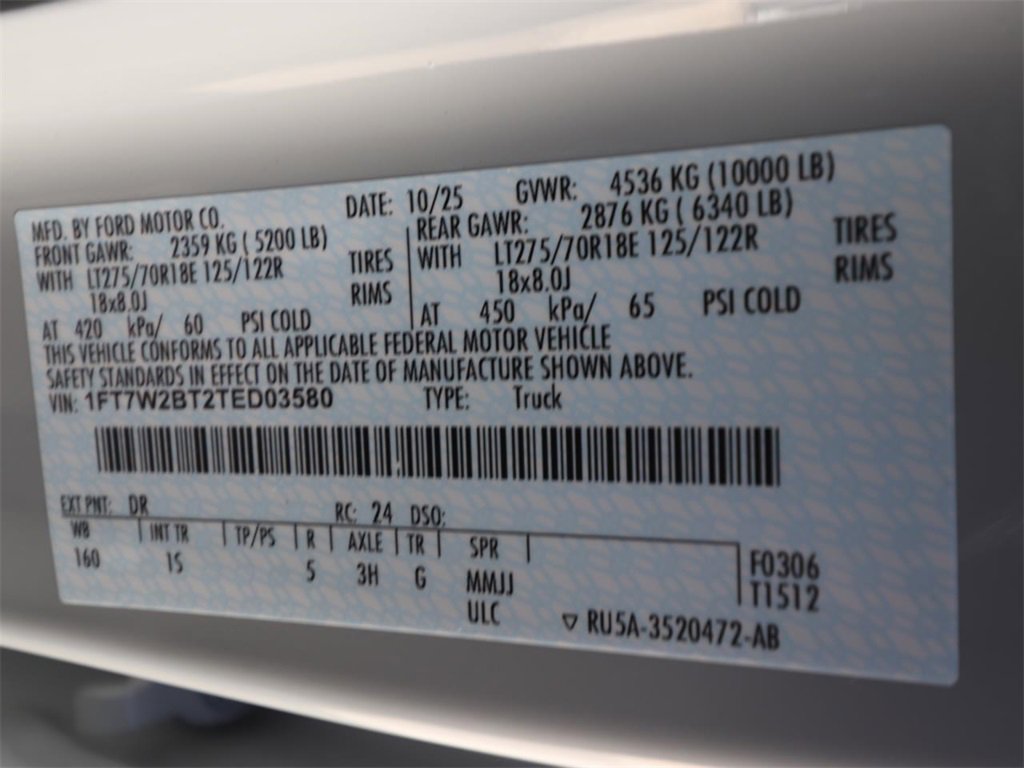 MFD. BY FORD MOTOR CO. DATE: 10/25 GVWR: 4536 KG (10000 LB)
FRONT GAWR: 2359 KG ( 5200 LB) REAR GAWR: 2876 KG ( 6340 LB)
WITH LT275/70R18E 125/122R TIRES WITH LT275/70R18E 125/122R TIRES
18x8.0J RIMS 18x8.0J RIMS
AT 420 kPa/ 60 PSI COLD AT 450 kPa/ 65 PSI COLD
THIS VEHICLE CONFORMS TO ALL APPLICABLE FEDERAL MOTOR VEHICLE
SAFETY STANDARDS IN EFFECT ON THE DATE OF MANUFACTURE SHOWN ABOVE.
VIN: 1FT7W2BT2TED03580 TYPE: Truck
EXT PNT: DR RC: 24 DSO:
WB INT TR TP/PS R AXLE TR SPR F0306
160 IS 5 3H G MMJJ T1512
ULC ▽ RU5A-3520472-AB